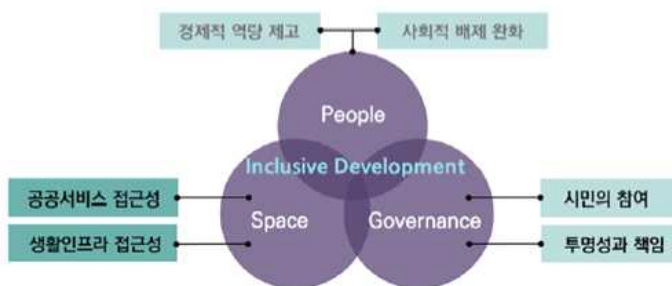 경제적 역당 제고
사회적 배제 완화
People
Inclusive Development
공공서비스 접근성
생활인프라 접근성
Space
Governance
시민의 참여
투명성과 책임